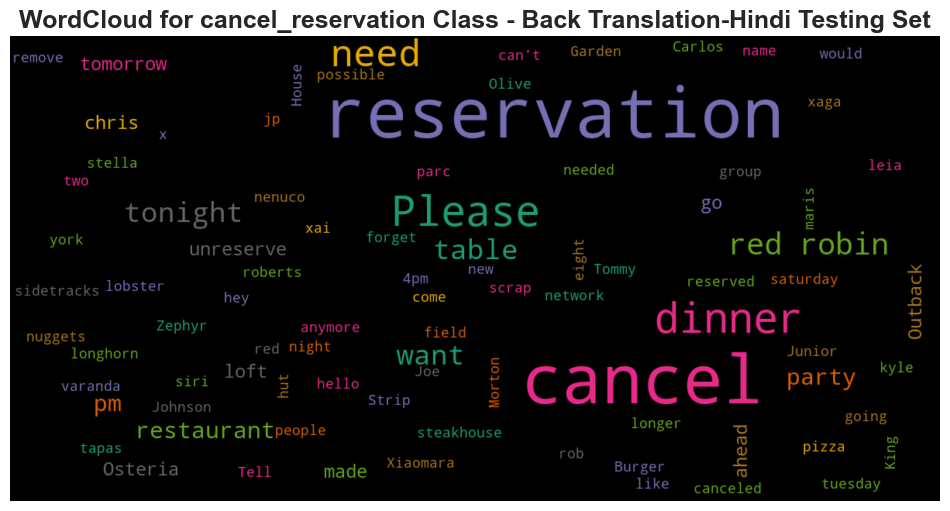 WordCloud for cancel_reservation Class - Back Translation-Hindi Testing Set
remove
tomorrow
House
need
possible
can't
Garden
Carlos
name
would
Olive
reservation
xaga
chris
x
jp
stella
two
parc
needed
group
leia
nenuco
tonight
Please
go
maris
york
unreserve
xai
forget
table
eight
Tommy
red robin
sidetracks
lobster
roberts
hey
4pm
new
come
scrap
network
reserved
saturday
Outback
nuggets
Zephyr
anymore
field
dinner
longhorn
red
night
want
Junior
kyle
varanda
siri
loft
hut
hello
Joe
Strip
Morton
cancel
party
pm
Johnson
going
restaurant
people
steakhouse
longer
ahead
pizza
King
tapas
Osteria
Tell
made
Xiaomara
rob
Burger
like
canceled
tuesday